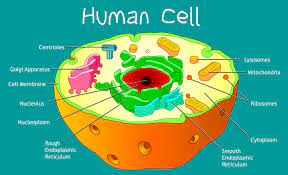 Human Cell
Centrioles
Golgi Apparatus
Cell Membrane
Nucleolus
Nucleoplasm
Rough
Endoplasmic
Reticulum
Lysosomes
Mitochondria
Ribosomes
Cytoplasm
Smooth
Endoplasmic
Reticulum